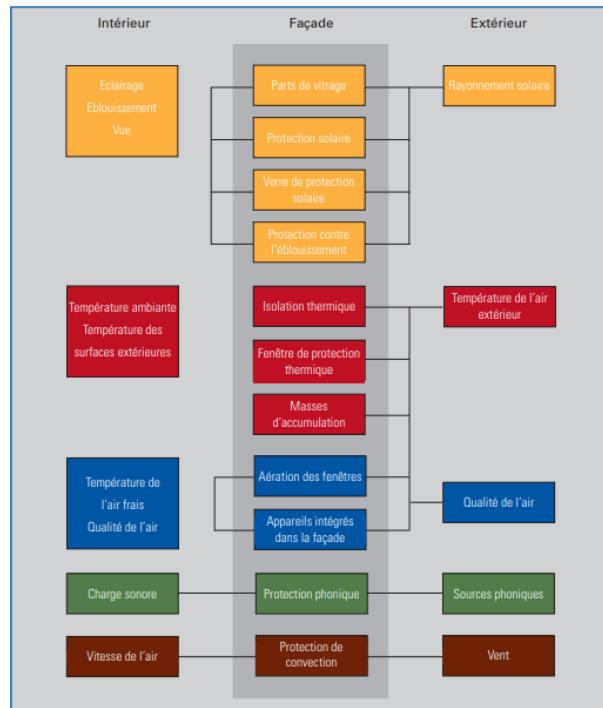 Intérieur
Façade
Extérieur
Eclairage
Eblouissement
Vue
Parts de vitrage
Rayonnement solaire
Protection solaire
Verre de protection
solaire
Protection contre
l'éblouissement
Température ambiante
Température des
surfaces extérieures
Isolation thermique
Température de l'air
extérieur
Fenêtre de protection
thermique
Masses
d'accumulation
Température de
l'air frais
Qualité de l'air
Aération des fenêtres
Appareils intégrés
dans la façade
Qualité de l'air
Charge sonore
Protection phonique
Sources phoniques
Vitesse de l'air
Protection de
convection
Vent